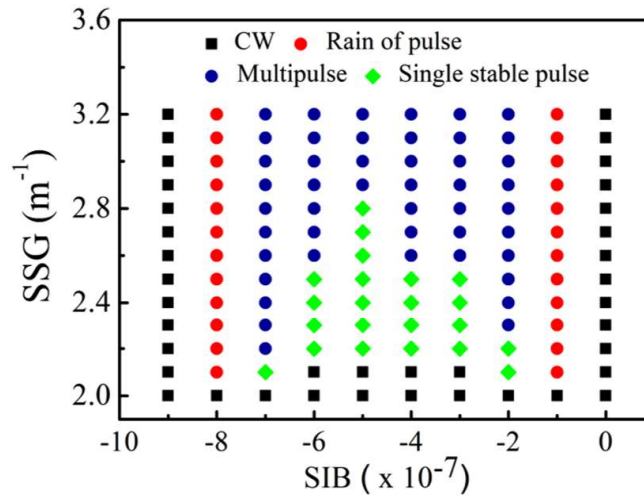 3.6
CW Rain of pulse
Multipulse Single stable pulse
3.2
2.8
2.4
2.0
SSG (m⁻¹)
-10 -8 -6 -4 -2 0
SIB ( x 10⁻⁷)